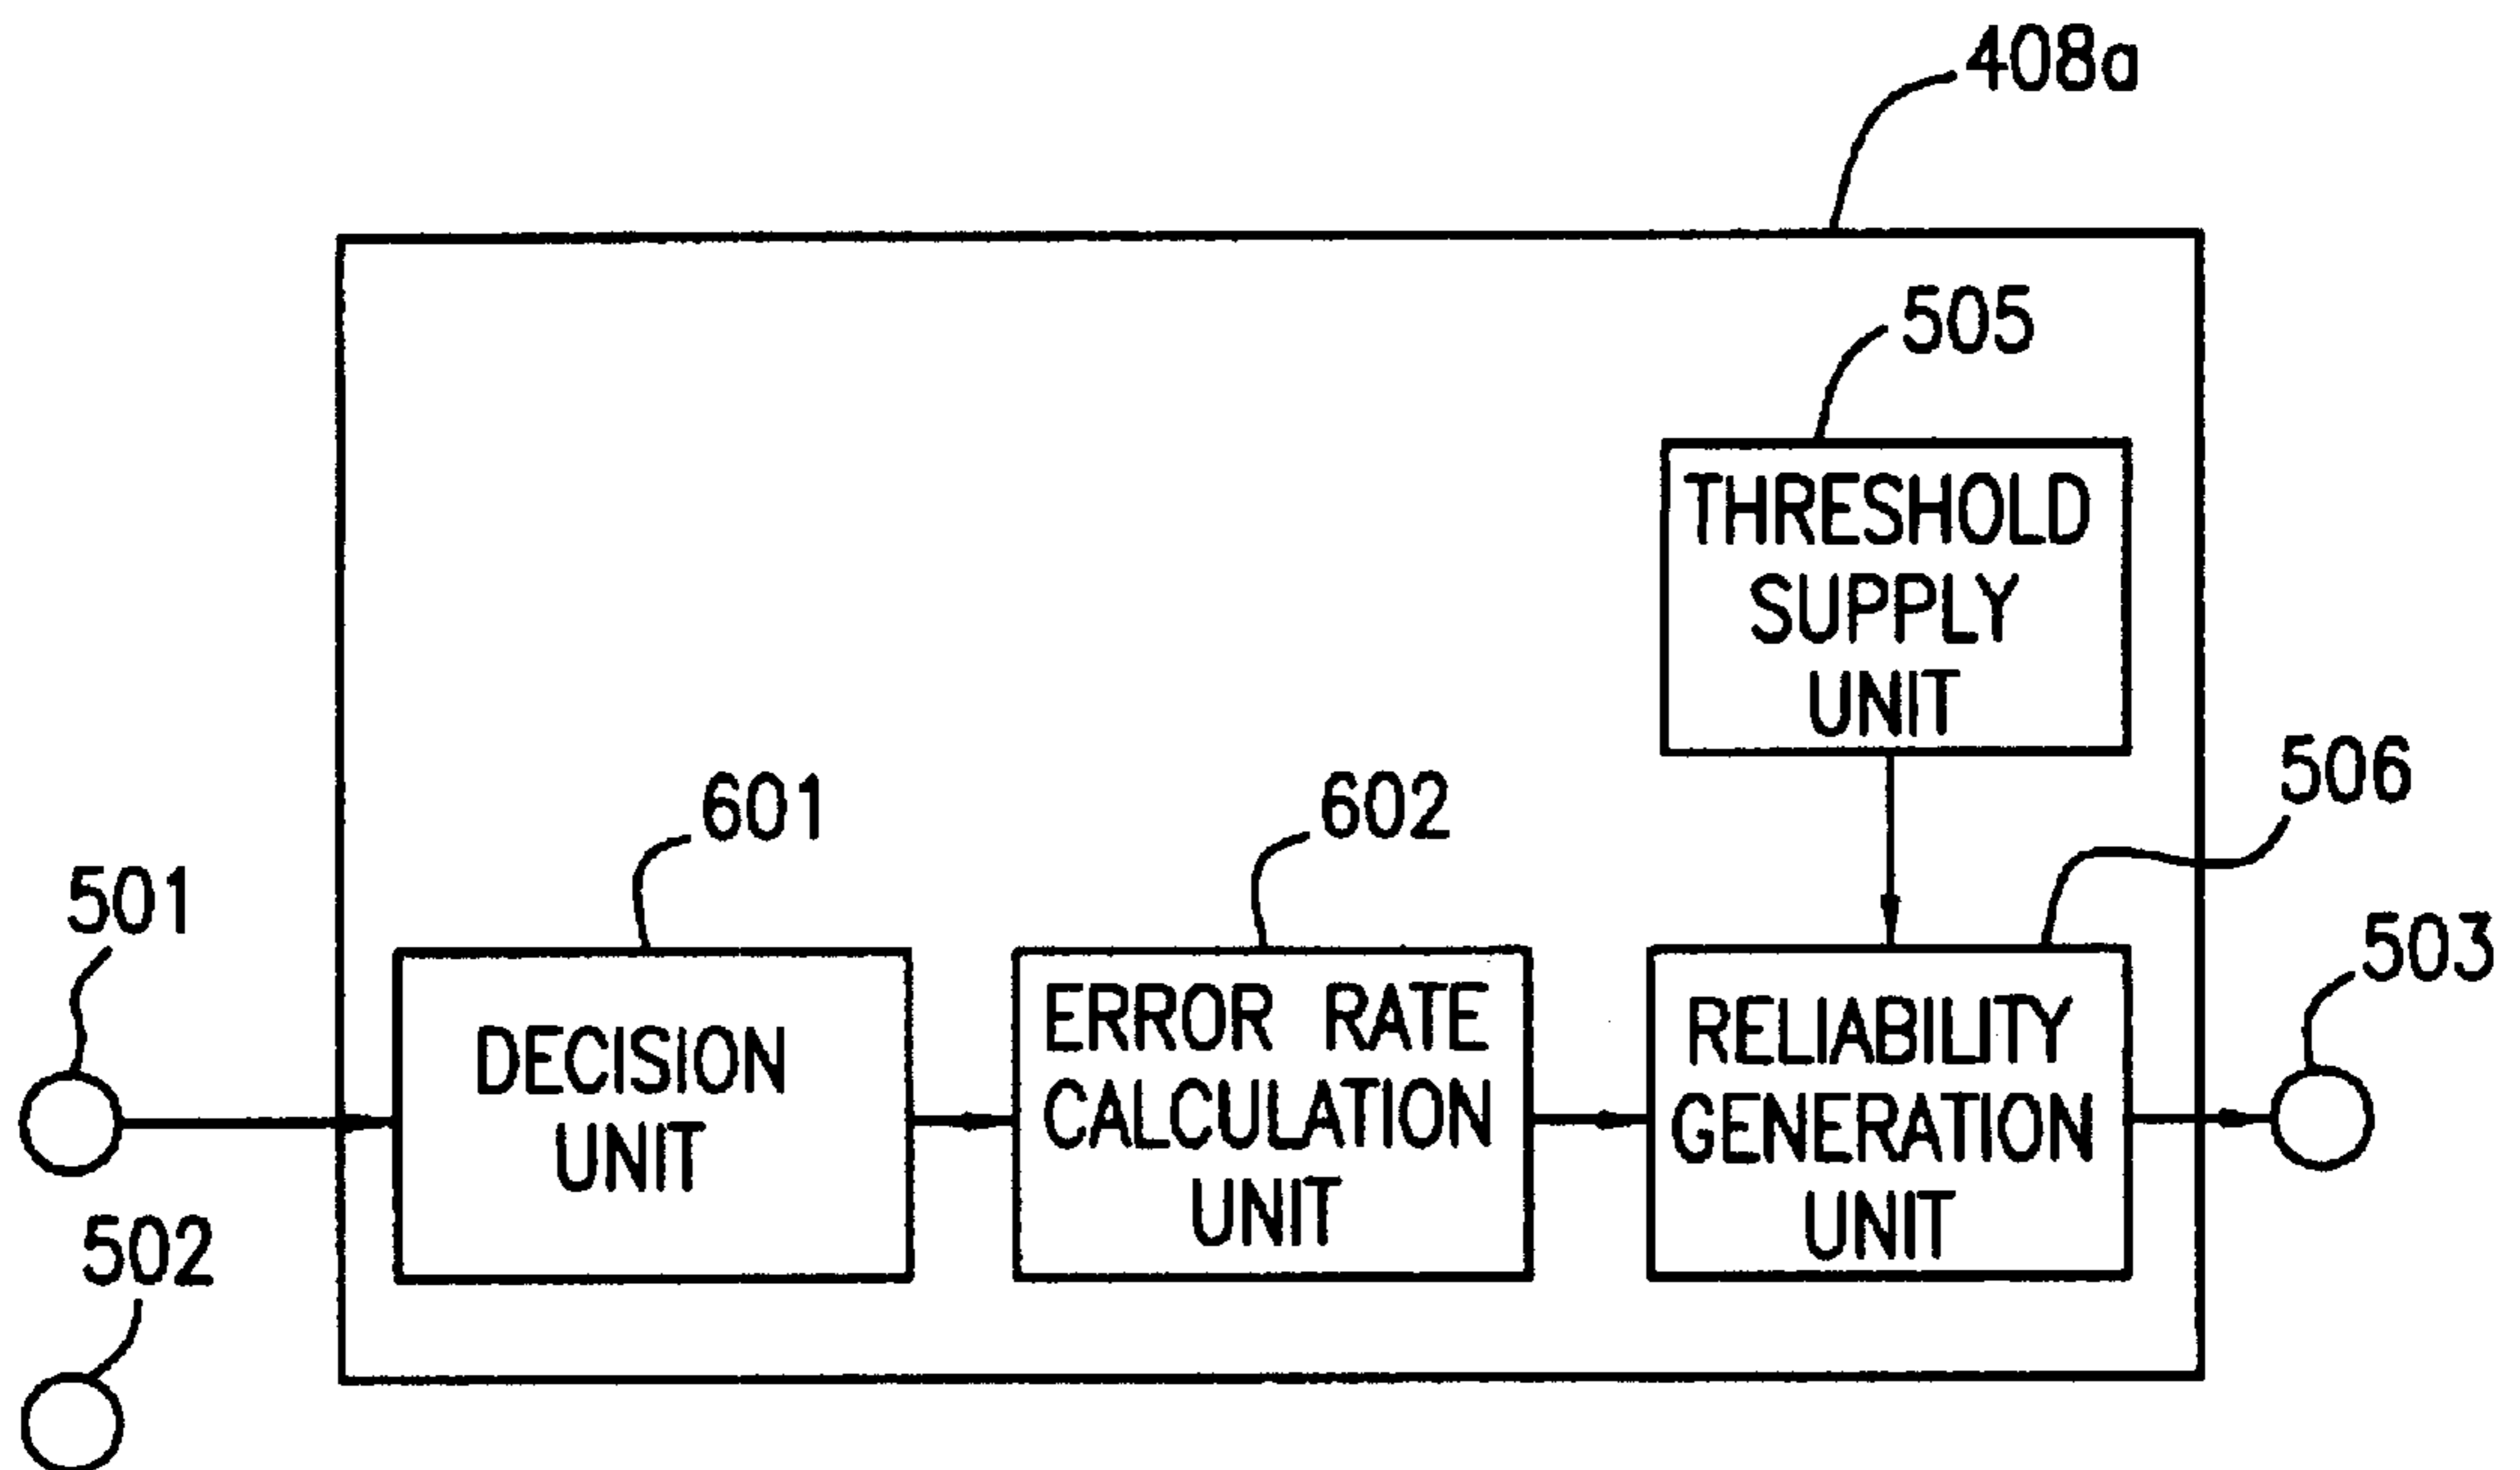 408a
505
THRESHOLD
SUPPLY
UNIT
506
601
602
501
503
DECISION
UNIT
ERROR RATE
CALCULATION
UNIT
RELIABILITY
GENERATION
UNIT
502